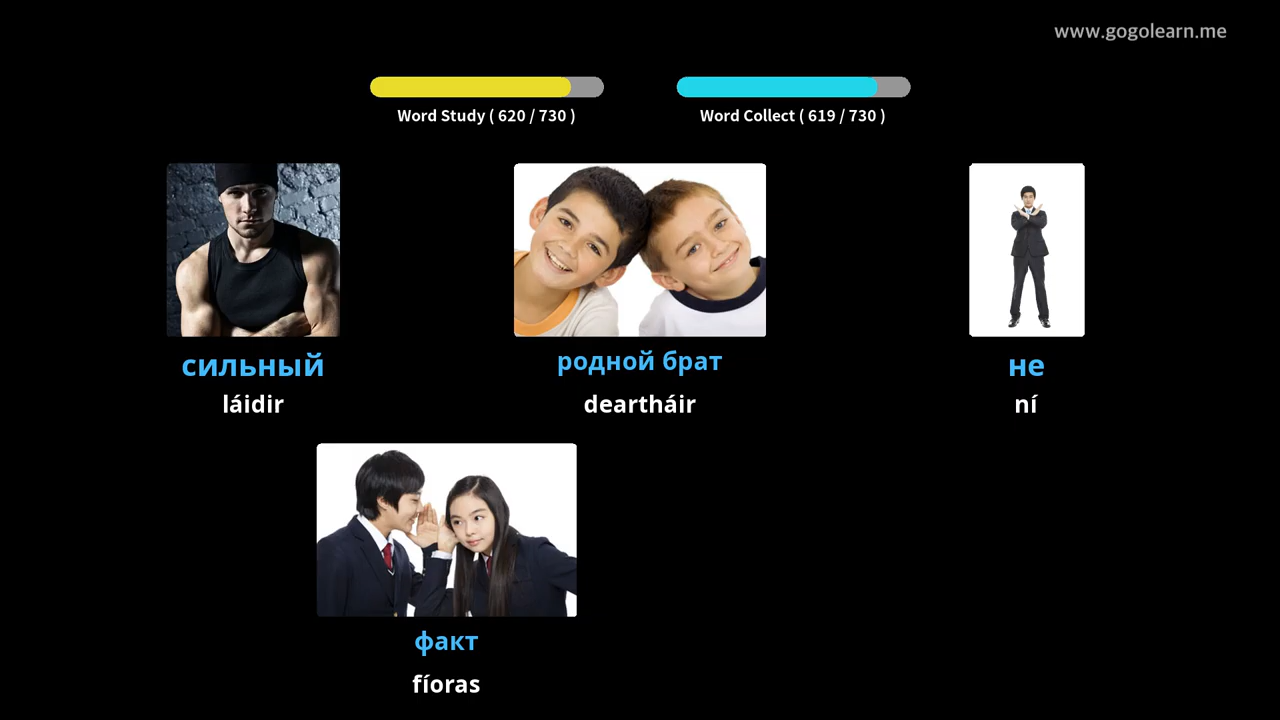 www.gogolearn.me
Word Study ( 620 / 730 )
Word Collect ( 619 / 730 )
сильный
láidir
родной брат
deartháir
не
ní
факт
fíoras